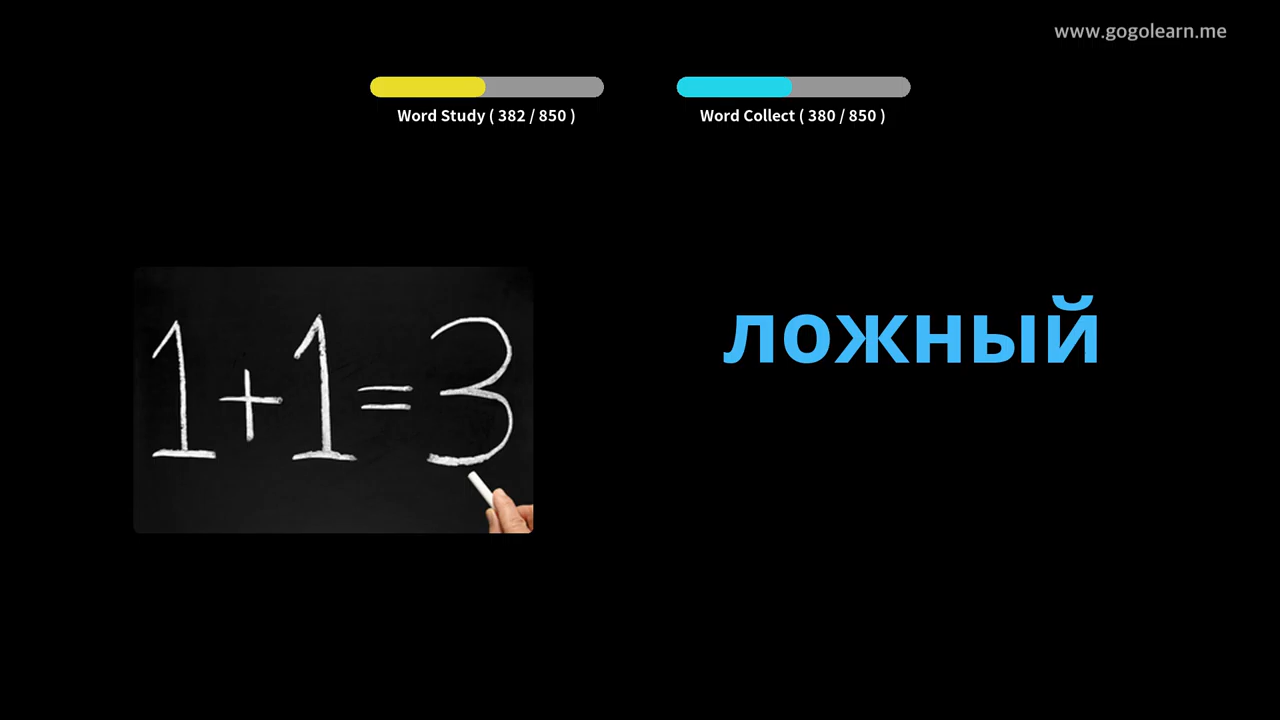 www.gogolearn.me
Word Study ( 382 / 850 )
Word Collect ( 380 / 850 )
ложный
1+1=3